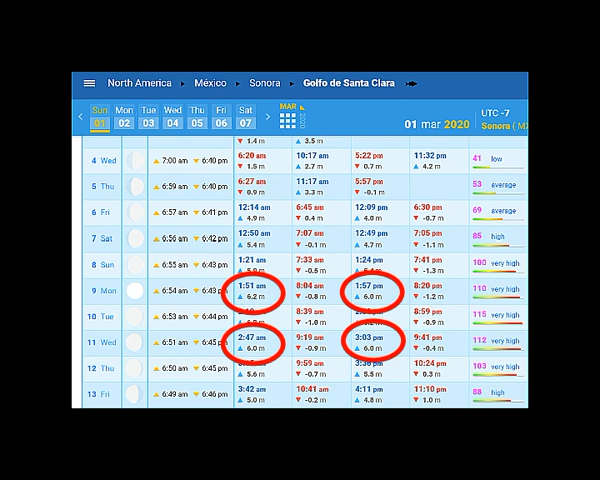 North America ▸ México ▸ Sonora ▸ Golfo de Santa Clara
Sun Mon Tue Wed Thu Fri Sat MAR
01 02 03 04 05 06 07 2020
01 mar 2020 UTC -7
Sonora ( M
▼ 1.4 m ▲ 3.5 m
4 Wed ▲ 7:00 am ▼ 6:40 pm 6:20 am ▼ 1.5 m 10:17 am ▲ 2.7 m 5:22 pm ▼ 0.7 m 11:32 pm ▲ 4.2 m 41 low
5 Thu ▲ 6:59 am ▼ 6:40 pm 6:27 am ▼ 0.9 m 11:17 am ▲ 3.3 m 5:57 pm ▼ -0.1 m 53 average
6 Fri ▲ 6:57 am ▼ 6:41 pm 12:14 am ▲ 4.9 m 6:45 am ▼ 0.4 m 12:09 pm ▲ 4.0 m 6:30 pm ▼ -0.7 m 69 average
7 Sat ▲ 6:56 am ▼ 6:42 pm 12:50 am ▲ 5.4 m 7:07 am ▼ -0.1 m 12:49 pm ▲ 4.7 m 7:05 pm ▼ -1.1 m 85 high
8 Sun ▲ 6:55 am ▼ 6:43 pm 1:21 am 7:33 am ▼ -0.5 m 1:24 pm 7:41 pm ▼ -1.3 m 100 very high
9 Mon ▲ 6:54 am ▼ 6:43 pm 1:51 am ▲ 6.2 m 8:04 am ▼ -0.8 m 1:57 pm ▲ 6.0 m 8:20 pm ▼ -1.2 m 110 very high
10 Tue ▲ 6:53 am ▼ 6:44 pm 8:39 am ▼ -1.0 m 8:59 pm ▼ -0.9 m 115 very high
11 Wed ▲ 6:51 am ▼ 6:45 pm 2:47 am ▲ 6.0 m 9:19 am ▼ -0.9 m 3:03 pm ▲ 6.0 m 9:41 pm ▼ -0.4 m 112 very high
12 Thu ▲ 6:50 am ▼ 6:45 pm ▲ 5.6 m 9:59 am ▼ -0.7 m ▲ 5.5 m 10:24 pm ▼ 0.3 m 103 very high
13 Fri ▲ 6:49 am ▼ 6:46 pm 3:42 am ▲ 5.0 m 10:41 am ▼ -0.2 m 4:11 pm ▲ 4.8 m 11:10 pm ▼ 1.0 m 88 high